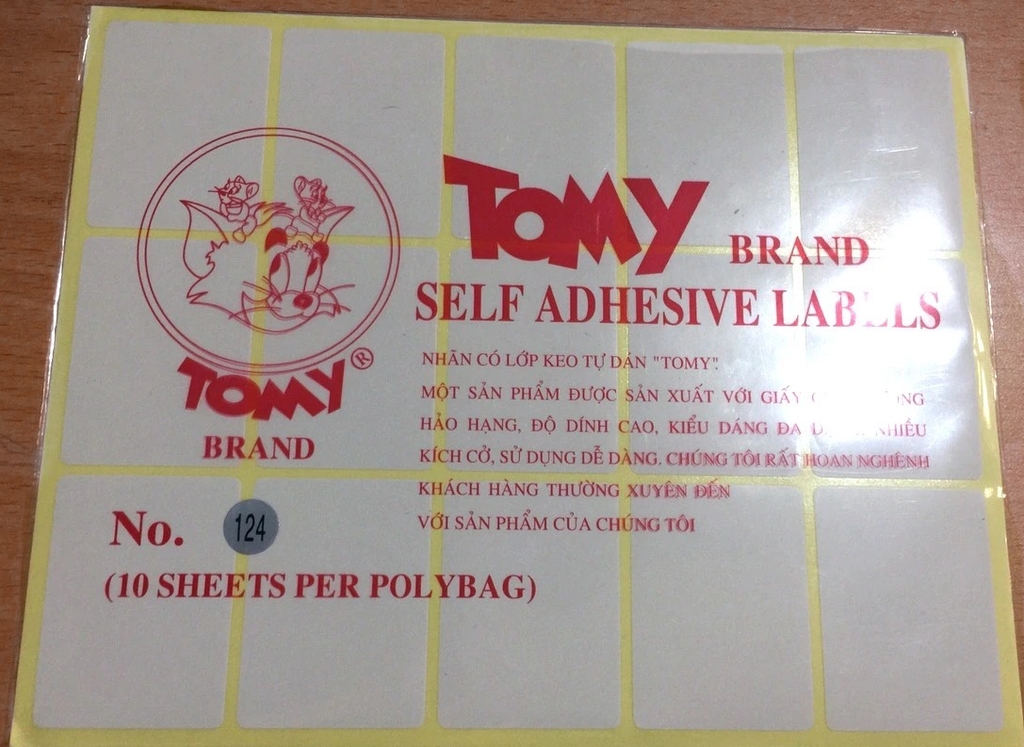 TOMY BRAND
SELF ADHESIVE LABELS
NHÃN CÓ LỚP KEO TỰ DÁN "TOMY".
MỘT SẢN PHẨM ĐƯỢC SẢN XUẤT VỚI GIẤY
HẢO HẠNG, ĐỘ DÍNH CAO, KIỂU DÁNG ĐA NHIỀU
KÍCH CỞ, SỬ DỤNG DỄ DÀNG. CHÚNG TÔI RẤT HOAN NGHÊNH
KHÁCH HÀNG THƯỜNG XUYÊN ĐẾN
VỚI SẢN PHẨM CỦA CHÚNG TÔI
TOMY ®
BRAND
No. 124
(10 SHEETS PER POLYBAG)